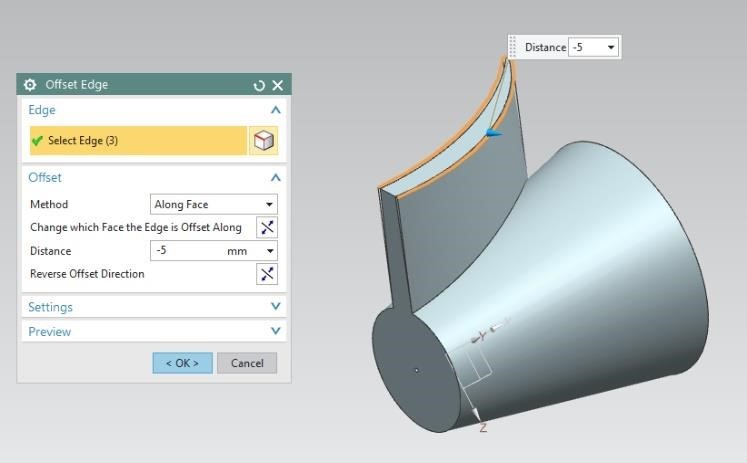 Distance -5
Offset Edge
Edge
Select Edge (3)
Offset
Method Along Face
Change which Face the Edge is Offset Along
Distance -5 mm
Reverse Offset Direction
Settings
Preview
< OK > Cancel
Y
Z